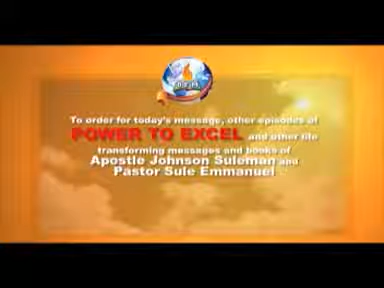 To order for today's message, other episodes of
POWER TO EXCEL and other life
transforming messages and books of
Apostle Johnson Suleman and
Pastor Sule Emmanuel